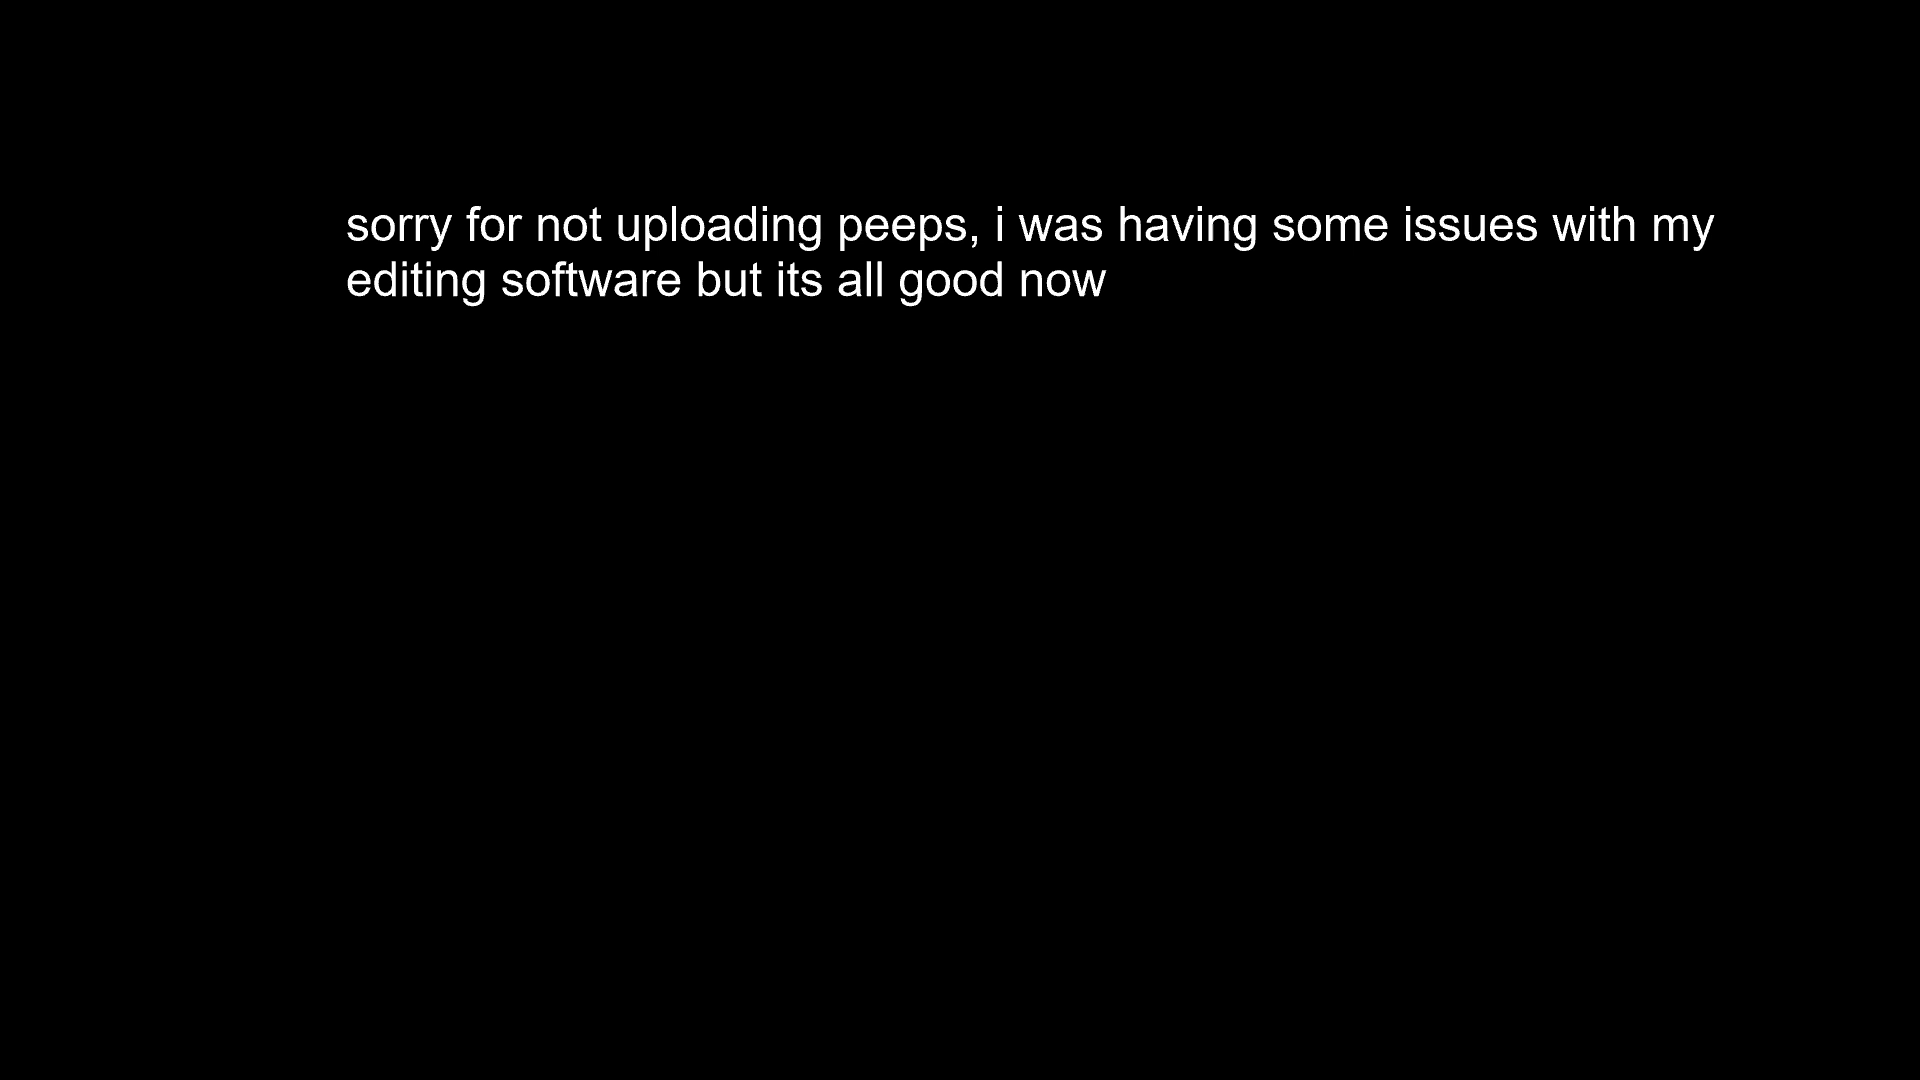 sorry for not uploading peeps, i was having some issues with my
editing software but its all good now